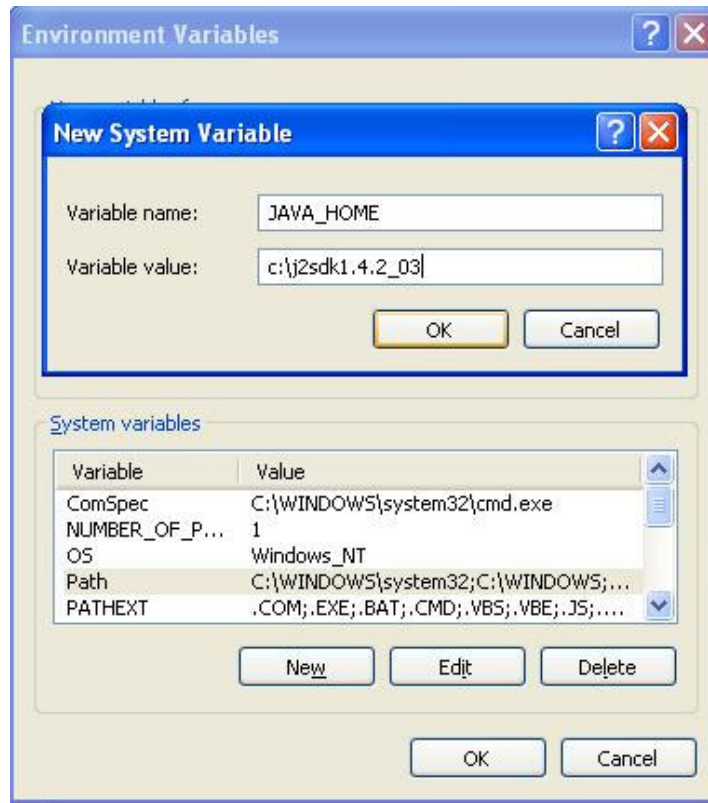 Environment Variables
New System Variable
Variable name: JAVA_HOME
Variable value: c:\j2sdk1.4.2_03
OK Cancel
System variables
Variable Value
ComSpec C:\WINDOWS\system32\cmd.exe
NUMBER_OF_P... 1
OS Windows_NT
Path C:\WINDOWS\system32;C:\WINDOWS;...
PATHEXT .COM;.EXE;.BAT;.CMD;.VBS;.VBE;.JS;....
New Edit Delete
OK Cancel